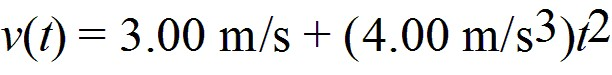 v(t) = 3.00 m/s + (4.00 m/s3)t2